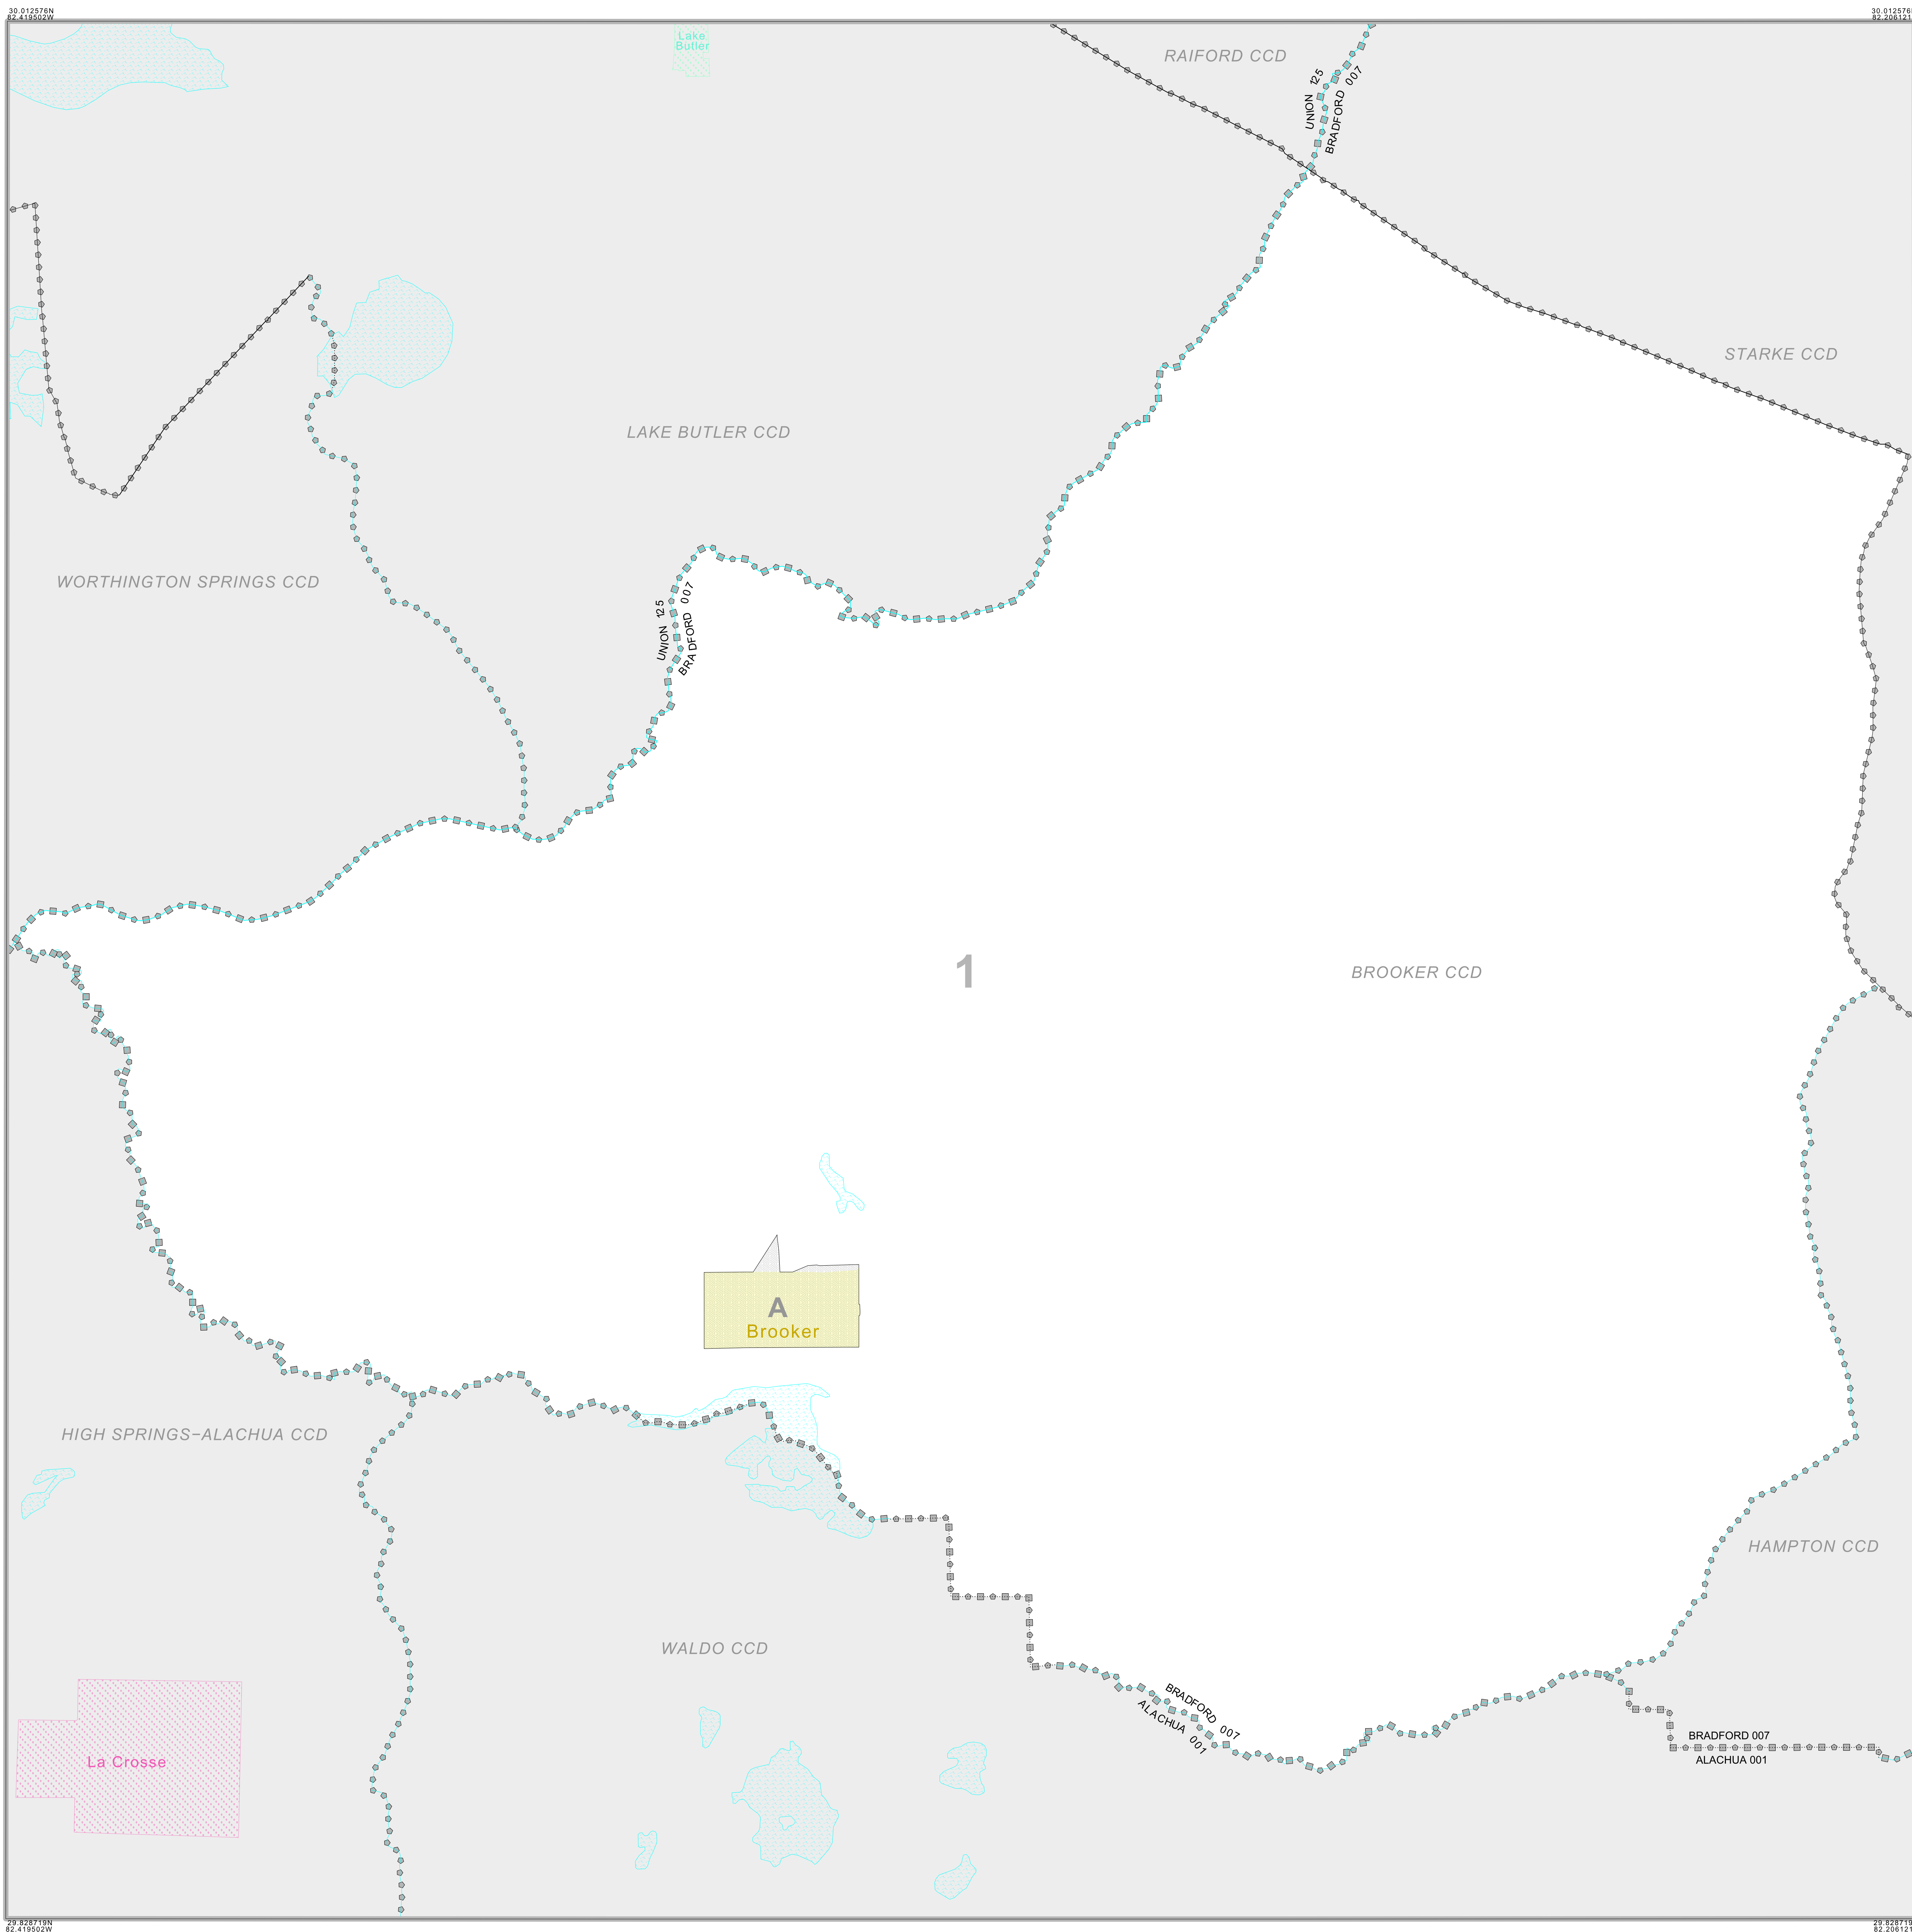 30.012576N
82.419502W
30.012576N
82.206121
Lake
Butler
RAIFORD CCD
UNION 125
BRADFORD 007
STARKE CCD
LAKE BUTLER CCD
WORTHINGTON SPRINGS CCD
UNION 125
BRADFORD 007
1
BROOKER CCD
A
Brooker
HIGH SPRINGS-ALACHUA CCD
HAMPTON CCD
WALDO CCD
BRADFORD 007
ALACHUA 001
BRADFORD 007
ALACHUA 001
La Crosse
29.828719N
82.419502W
29.828719
82.206121